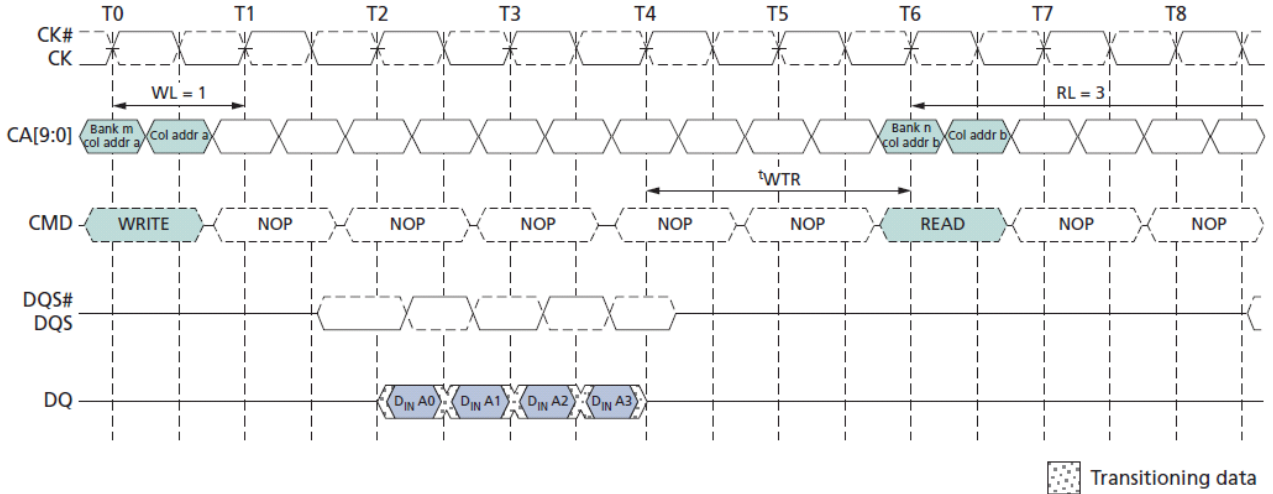 T0 T1 T2 T3 T4 T5 T6 T7 T8
CK#
CK
WL = 1 RL = 3
CA[9:0] Bank m col addr a Col addr a Bank n col addr b Col addr b
tWTR
CMD WRITE NOP NOP NOP NOP NOP READ NOP NOP
DQS#
DQS
DQ DIN A0 DIN A1 DIN A2 DIN A3
Transitioning data